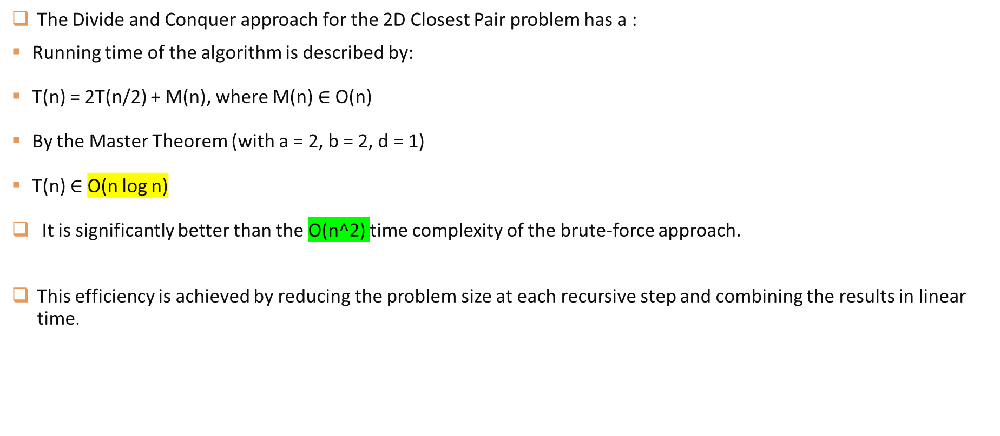 The Divide and Conquer approach for the 2D Closest Pair problem has a :
Running time of the algorithm is described by:
T(n) = 2T(n/2) + M(n), where M(n) ∈ O(n)
By the Master Theorem (with a = 2, b = 2, d = 1)
T(n) ∈ O(n log n)
It is significantly better than the O(n^2) time complexity of the brute-force approach.
This efficiency is achieved by reducing the problem size at each recursive step and combining the results in linear
time.